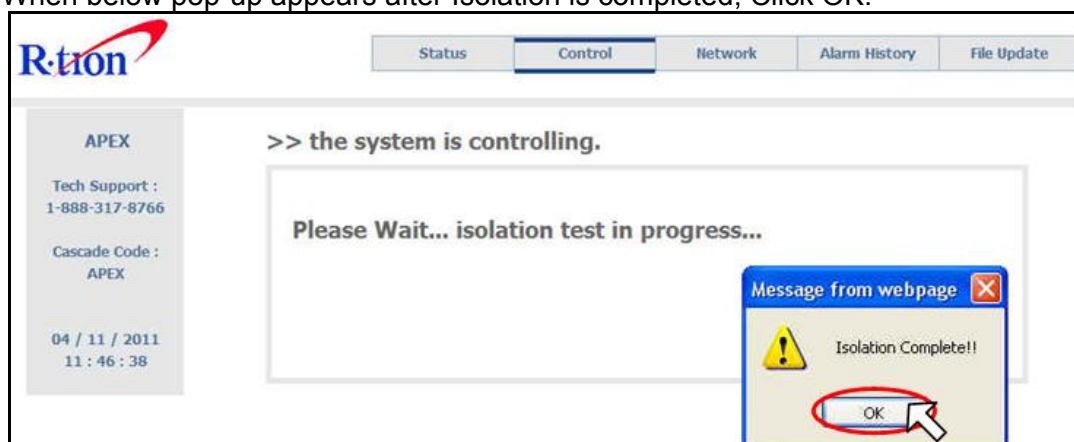 When below pop-up appears after Isolation is completed, Click OK.
R-tron
Status Control Network Alarm History File Update
APEX
>> the system is controlling.
Tech Support :
1-888-317-8766
Please Wait... isolation test in progress...
Cascade Code :
APEX
Message from webpage
04 / 11 / 2011
11 : 46 : 38
Isolation Complete!!
OK